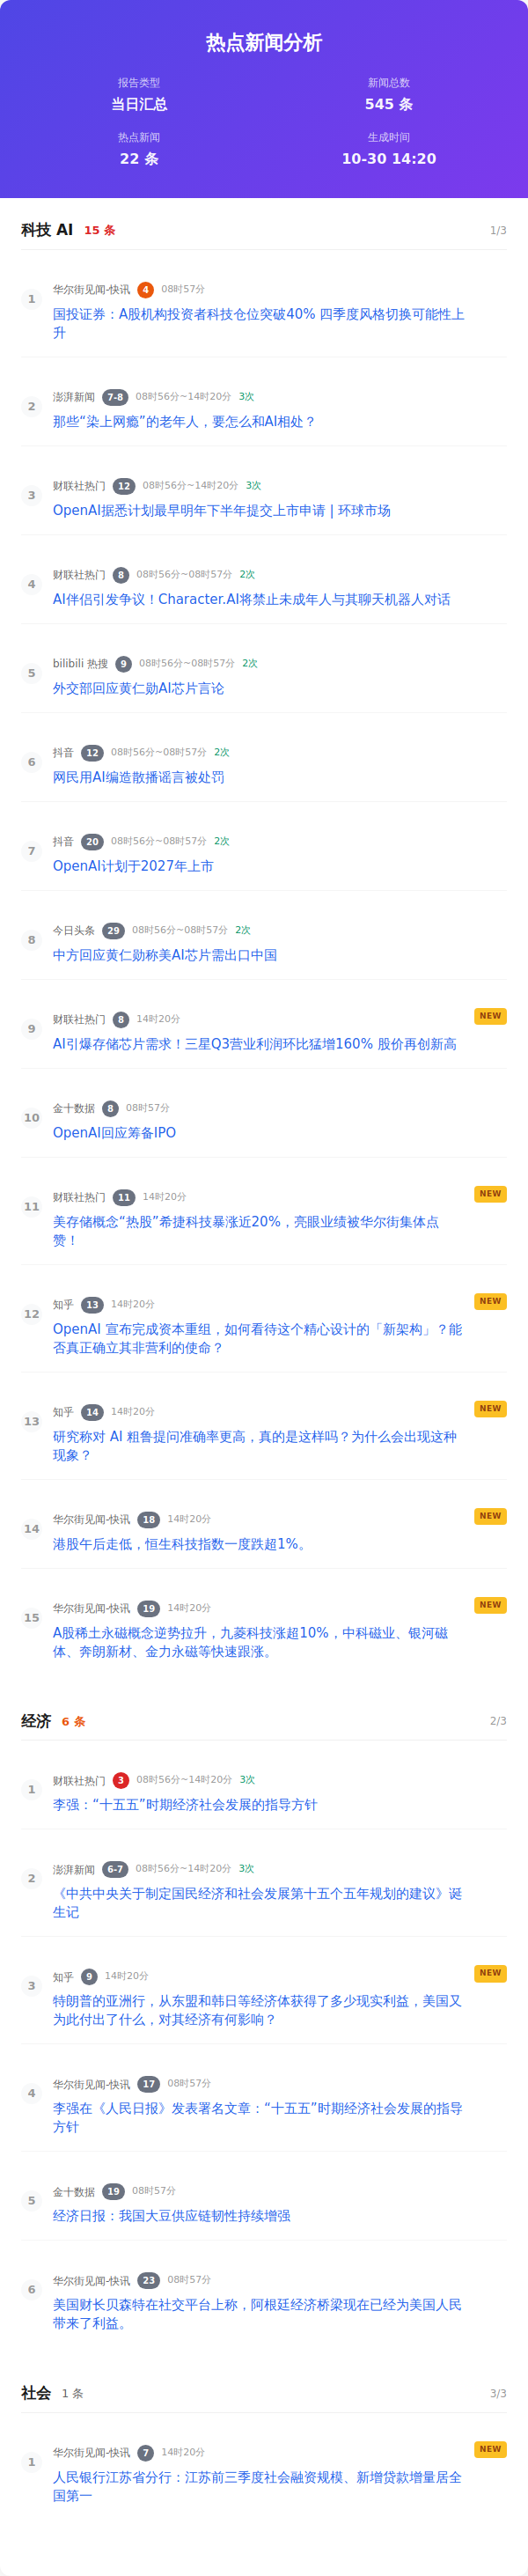 热点新闻分析
报告类型
当日汇总
新闻总数
545 条
热点新闻
22 条
生成时间
10-30 14:20
科技 AI 15 条 1/3
1 华尔街见闻-快讯 4 08时57分
国投证券：A股机构投资者科技仓位突破40% 四季度风格切换可能性上
升
2 澎湃新闻 7-8 08时56分~14时20分 3次
那些“染上网瘾”的老年人，要怎么和AI相处？
3 财联社热门 12 08时56分~14时20分 3次
OpenAI据悉计划最早明年下半年提交上市申请 | 环球市场
4 财联社热门 8 08时56分~08时57分 2次
AI伴侣引发争议！Character.AI将禁止未成年人与其聊天机器人对话
5 bilibili 热搜 9 08时56分~08时57分 2次
外交部回应黄仁勋AI芯片言论
6 抖音 12 08时56分~08时57分 2次
网民用AI编造散播谣言被处罚
7 抖音 20 08时56分~08时57分 2次
OpenAI计划于2027年上市
8 今日头条 29 08时56分~08时57分 2次
中方回应黄仁勋称美AI芯片需出口中国
9 财联社热门 8 14时20分 NEW
AI引爆存储芯片需求！三星Q3营业利润环比猛增160% 股价再创新高
10 金十数据 8 08时57分
OpenAI回应筹备IPO
11 财联社热门 11 14时20分 NEW
美存储概念“热股”希捷科技暴涨近20%，亮眼业绩被华尔街集体点
赞！
12 知乎 13 14时20分 NEW
OpenAI 宣布完成资本重组，如何看待这个精心设计的「新架构」？能
否真正确立其非营利的使命？
13 知乎 14 14时20分 NEW
研究称对 AI 粗鲁提问准确率更高，真的是这样吗？为什么会出现这种
现象？
14 华尔街见闻-快讯 18 14时20分 NEW
港股午后走低，恒生科技指数一度跌超1%。
15 华尔街见闻-快讯 19 14时20分 NEW
A股稀土永磁概念逆势拉升，九菱科技涨超10%，中科磁业、银河磁
体、奔朗新材、金力永磁等快速跟涨。
经济 6 条 2/3
1 财联社热门 3 08时56分~14时20分 3次
李强：“十五五”时期经济社会发展的指导方针
2 澎湃新闻 6-7 08时56分~14时20分 3次
《中共中央关于制定国民经济和社会发展第十五个五年规划的建议》诞
生记
3 知乎 9 14时20分 NEW
特朗普的亚洲行，从东盟和韩日等经济体获得了多少现实利益，美国又
为此付出了什么，对其经济有何影响？
4 华尔街见闻-快讯 17 08时57分
李强在《人民日报》发表署名文章：“十五五”时期经济社会发展的指导
方针
5 金十数据 19 08时57分
经济日报：我国大豆供应链韧性持续增强
6 华尔街见闻-快讯 23 08时57分
美国财长贝森特在社交平台上称，阿根廷经济桥梁现在已经为美国人民
带来了利益。
社会 1 条 3/3
1 华尔街见闻-快讯 7 14时20分 NEW
人民银行江苏省分行：江苏前三季度社会融资规模、新增贷款增量居全
国第一